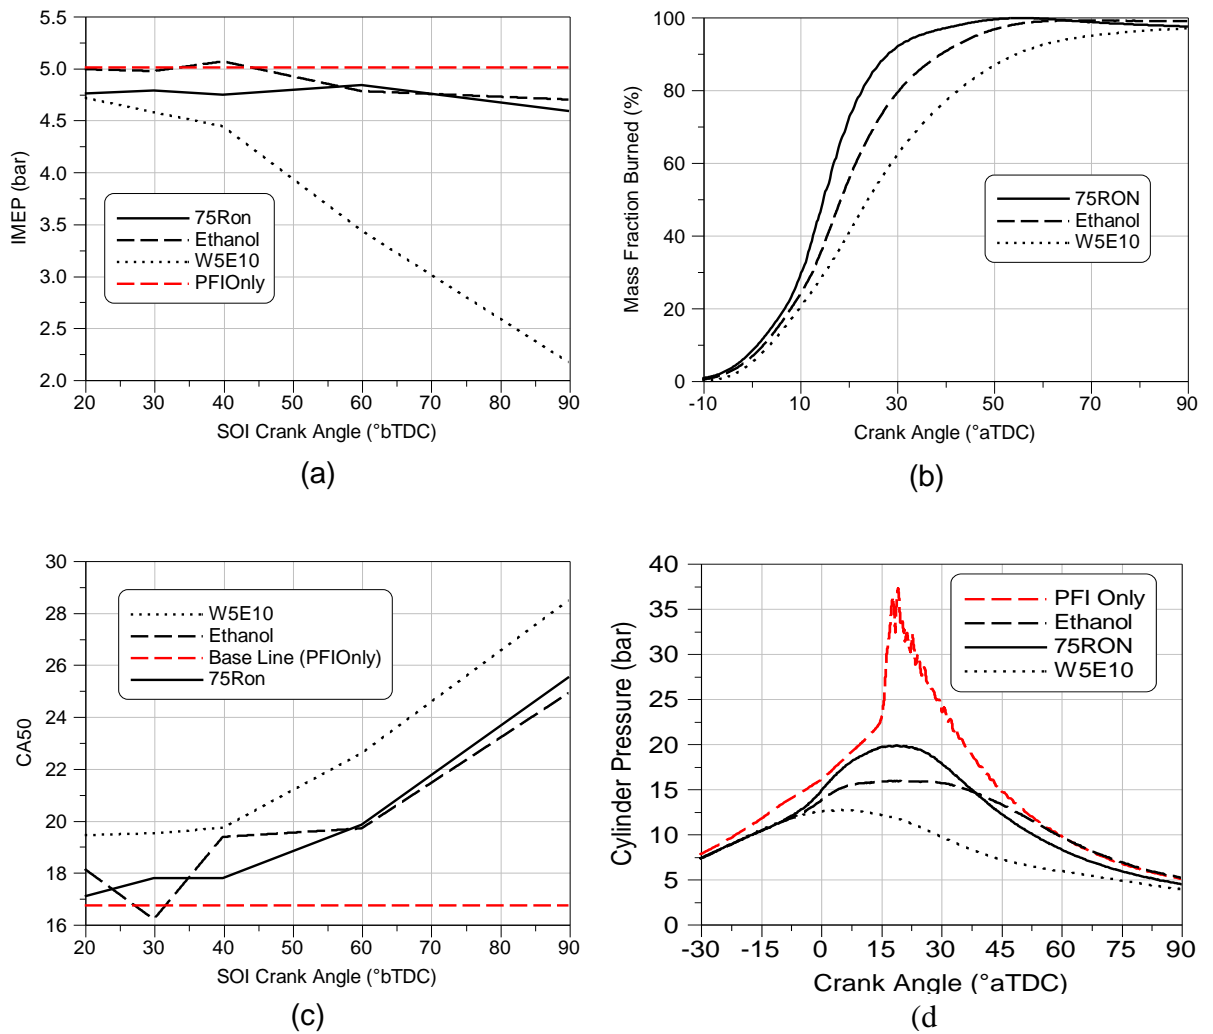 5.5
5.0
4.5
4.0
3.5
3.0
2.5
2.0
IMEP (bar)
75Ron
Ethanol
W5E10
PFIOnly
20 30 40 50 60 70 80 90
SOI Crank Angle (°bTDC)
(a)
100
80
60
40
20
0
Mass Fraction Burned (%)
75RON
Ethanol
W5E10
-10 10 30 50 70 90
Crank Angle (°aTDC)
(b)
30
28
26
24
22
20
18
16
CA50
W5E10
Ethanol
Base Line (PFIOnly)
75Ron
20 30 40 50 60 70 80 90
SOI Crank Angle (°bTDC)
(c)
40
35
30
25
20
15
10
5
0
Cylinder Pressure (bar)
PFI Only
Ethanol
75RON
W5E10
-30 -15 0 15 30 45 60 75 90
Crank Angle (°aTDC)
(d